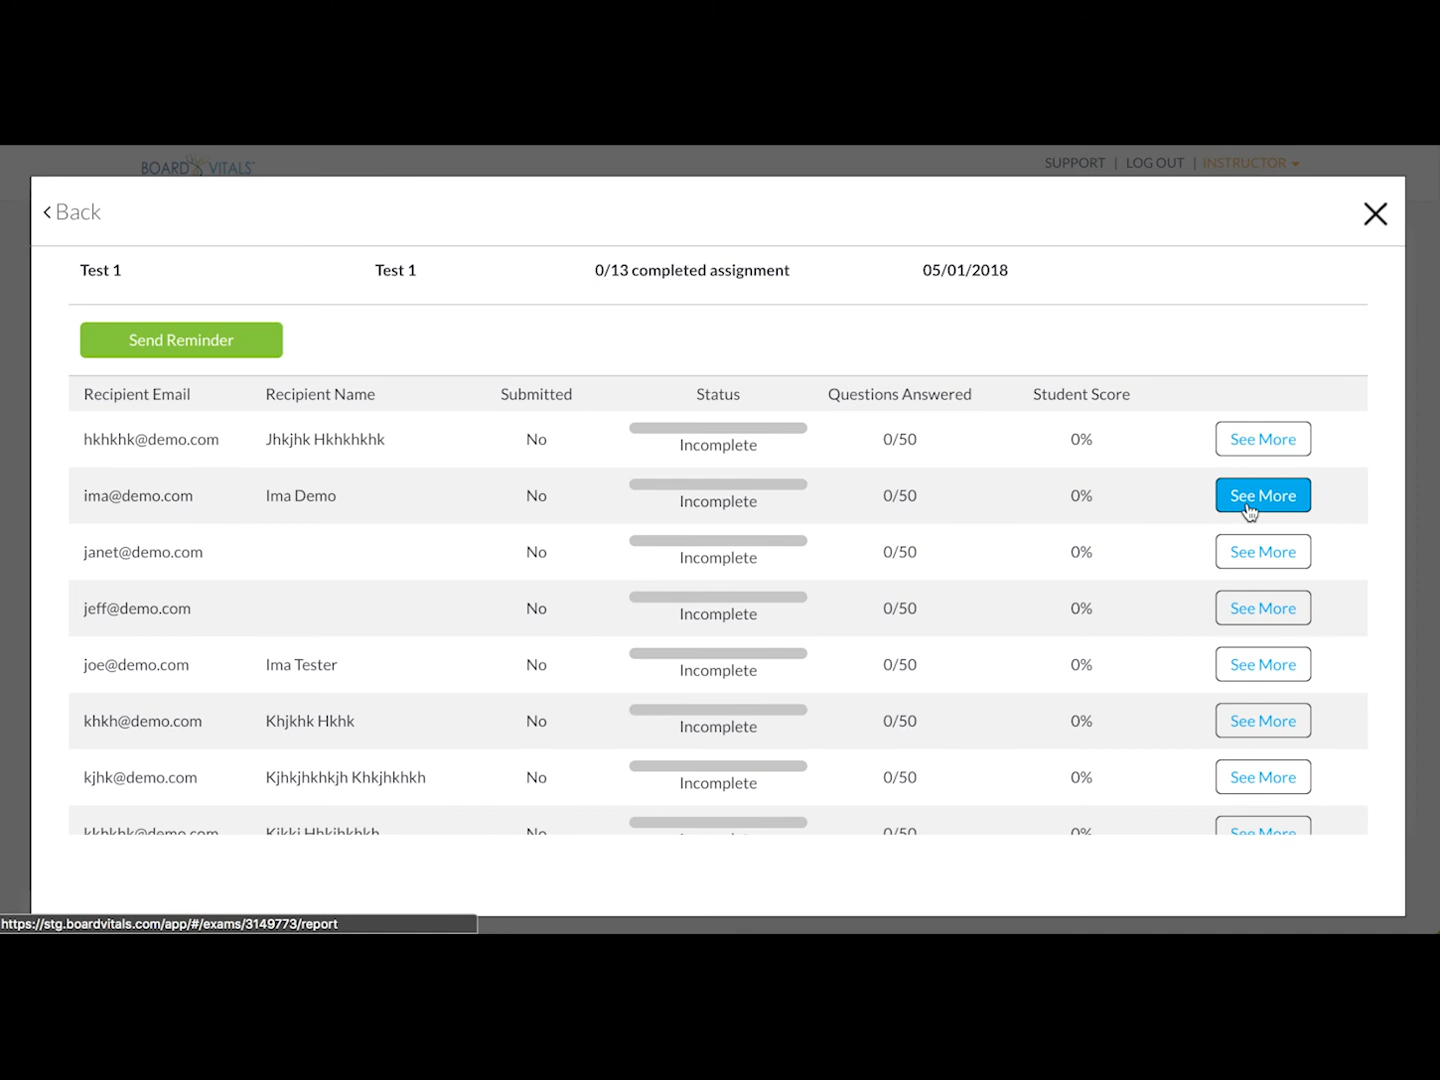 BOARD VITALS
SUPPORT | LOG OUT | INSTRUCTOR
Back
Test 1 Test 1 0/13 completed assignment 05/01/2018
Send Reminder
Recipient Email Recipient Name Submitted Status Questions Answered Student Score
hkhkhk@demo.com Jhkjhk Hkhkhkhk No Incomplete 0/50 0% See More
ima@demo.com Ima Demo No Incomplete 0/50 0% See More
janet@demo.com No Incomplete 0/50 0% See More
jeff@demo.com No Incomplete 0/50 0% See More
joe@demo.com Ima Tester No Incomplete 0/50 0% See More
khkh@demo.com Khjkhk Hkhk No Incomplete 0/50 0% See More
kjhk@demo.com Kjhkjhkhkjh Khkjhkhkh No Incomplete 0/50 0% See More
No 0/50 0% See More
https://stg.boardvitals.com/app/#/exams/3149773/report